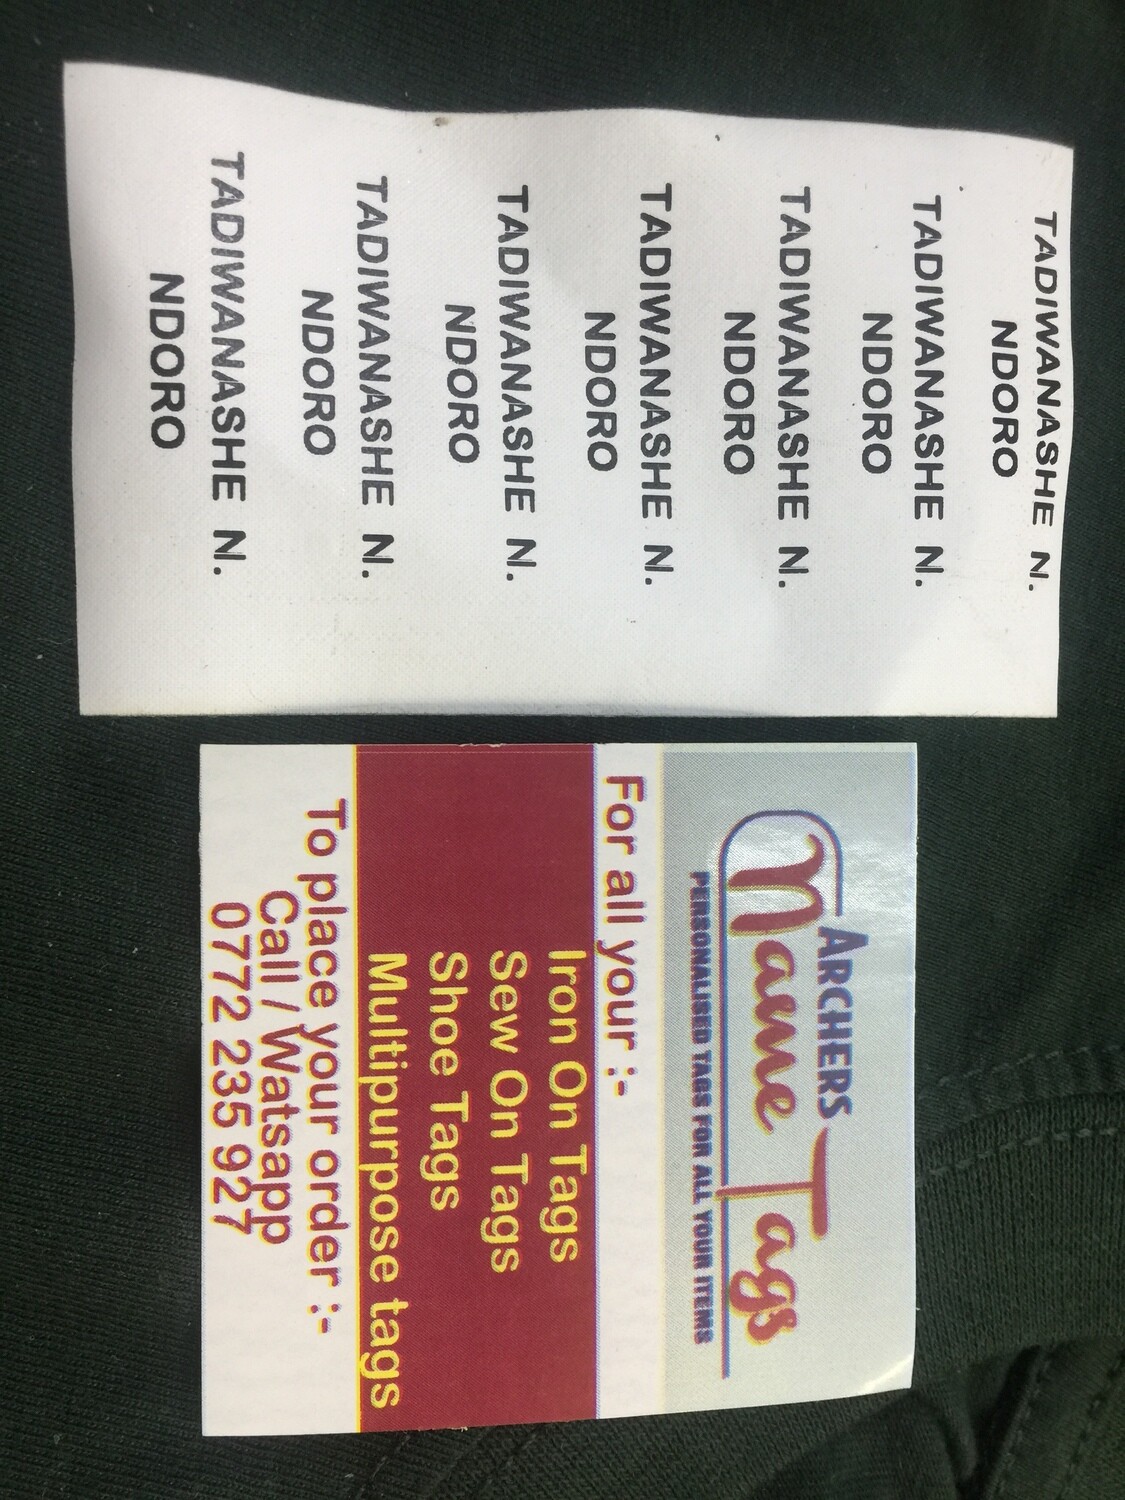 TADIWANASHE N.
NDORO
TADIWANASHE N.
NDORO
TADIWANASHE N.
NDORO
TADIWANASHE N.
NDORO
TADIWANASHE N.
NDORO
TADIWANASHE N.
NDORO
TADIWANASHE N.
NDORO
ARCHERS
Name Tags
PERSONALISED TAGS FOR ALL YOUR ITEMS
For all your :-
Iron On Tags
Sew On Tags
Shoe Tags
Multipurpose tags
To place your order :-
Call / Watsapp
0772 235 927